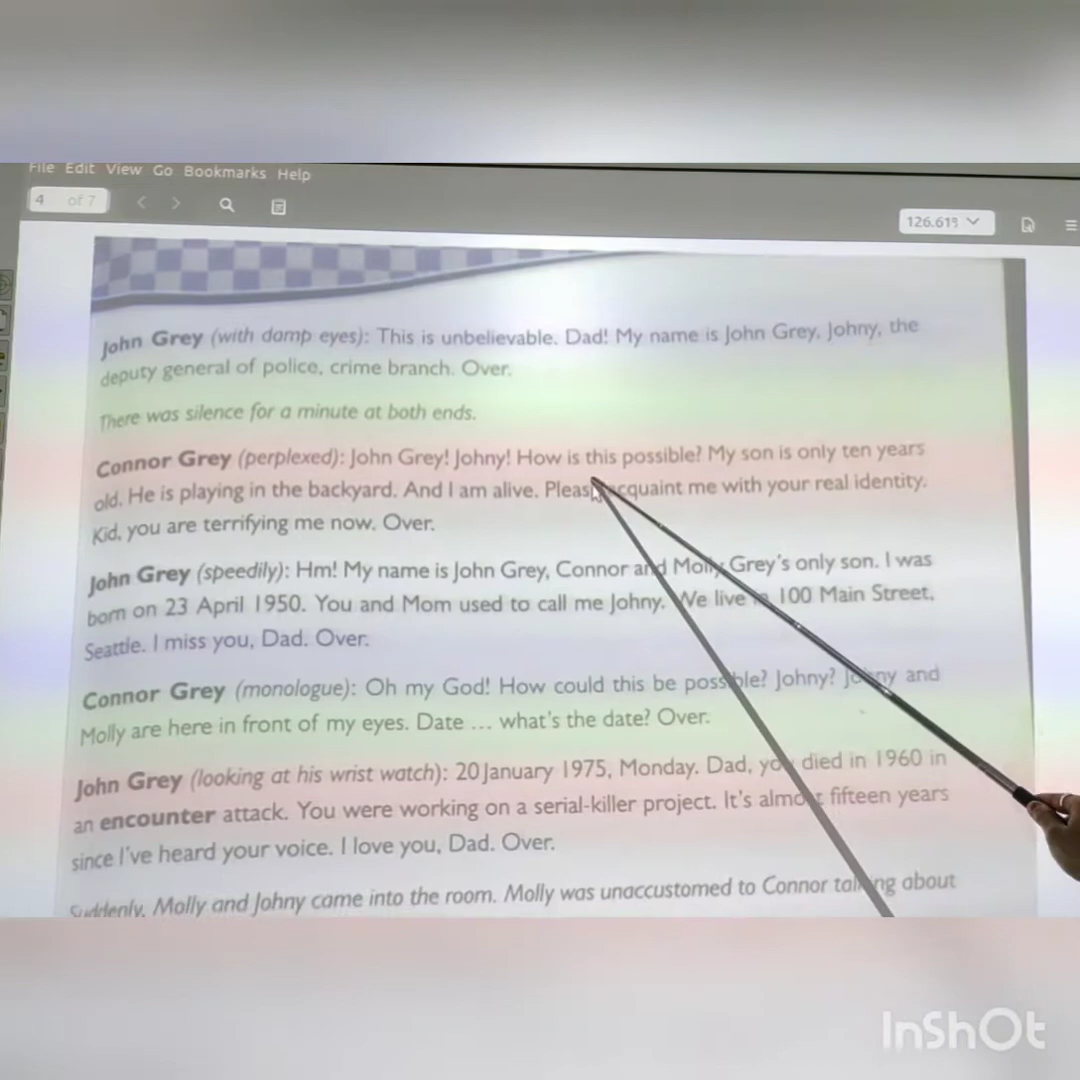 File Edit View Go Bookmarks Help
4 of 7
126.61%
John Grey (with damp eyes): This is unbelievable. Dad! My name is John Grey, Johny, the
deputy general of police, crime branch. Over.
There was silence for a minute at both ends.
Connor Grey (perplexed): John Grey! Johny! How is this possible? My son is only ten years
old. He is playing in the backyard. And I am alive. Please acquaint me with your real identity.
Kid, you are terrifying me now. Over.
John Grey (speedily): Hm! My name is John Grey, Connor and Molly Grey's only son. I was
born on 23 April 1950. You and Mom used to call me Johny. We live in 100 Main Street,
Seattle. I miss you, Dad. Over.
Connor Grey (monologue): Oh my God! How could this be possible? Johny? Johny and
Molly are here in front of my eyes. Date ... what's the date? Over.
John Grey (looking at his wrist watch): 20 January 1975, Monday. Dad, you died in 1960 in
an encounter attack. You were working on a serial-killer project. It's almost fifteen years
since I've heard your voice. I love you, Dad. Over.
Suddenly, Molly and Johny came into the room. Molly was unaccustomed to Connor talking about
InShOt